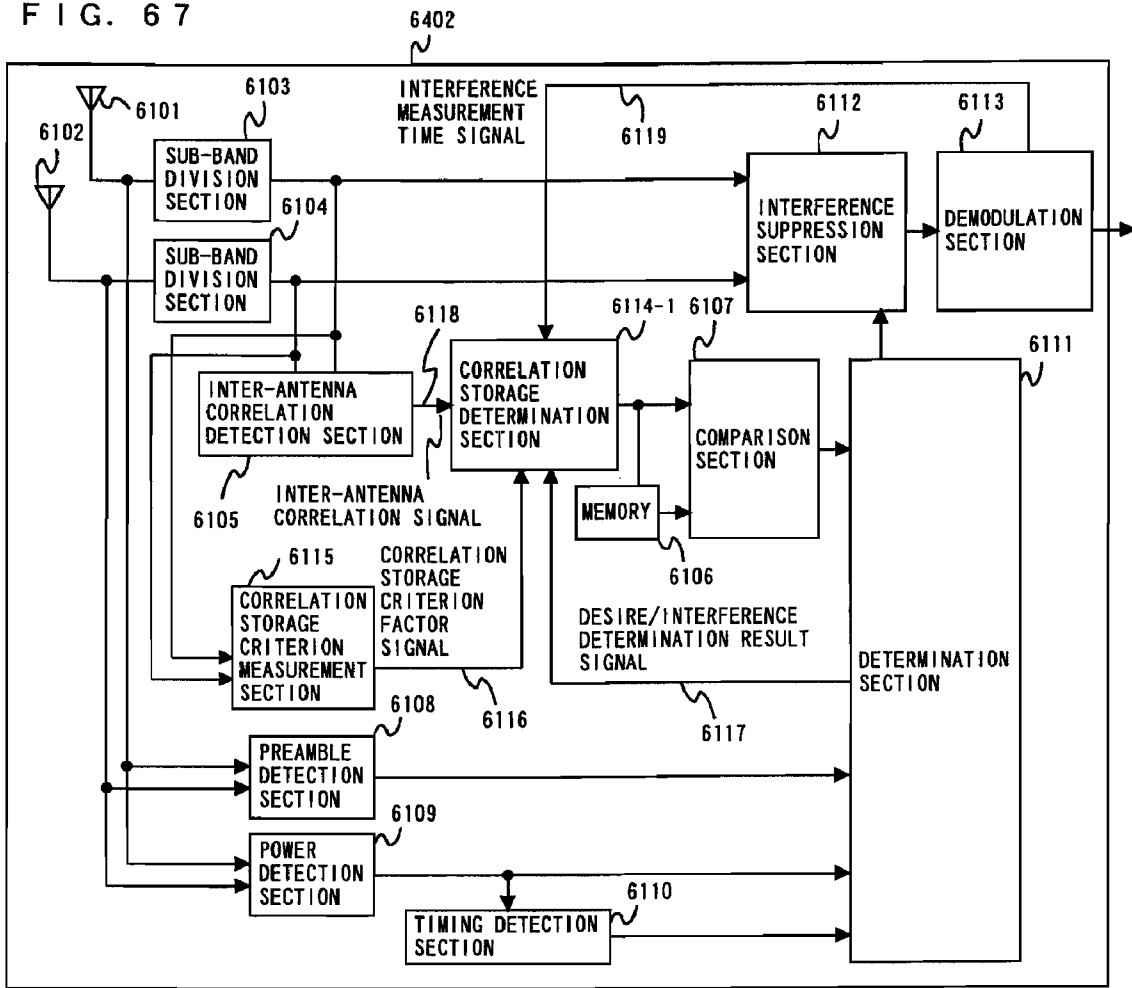 FIG. 67
6402
6101
6102
6103
SUB-BAND
DIVISION
SECTION
6104
SUB-BAND
DIVISION
SECTION
INTERFERENCE
MEASUREMENT
TIME SIGNAL
6119
6112
INTERFERENCE
SUPPRESSION
SECTION
6113
DEMODULATION
SECTION
6118
6114-1
CORRELATION
STORAGE
DETERMINATION
SECTION
6107
COMPARISON
SECTION
6111
INTER-ANTENNA
CORRELATION
DETECTION SECTION
6105
INTER-ANTENNA
CORRELATION SIGNAL
MEMORY
6106
6115
CORRELATION
STORAGE
CRITERION
MEASUREMENT
SECTION
CORRELATION
STORAGE
CRITERION
FACTOR
SIGNAL
6116
DESIRE/INTERFERENCE
DETERMINATION RESULT
SIGNAL
6117
DETERMINATION
SECTION
6108
PREAMBLE
DETECTION
SECTION
6109
POWER
DETECTION
SECTION
6110
TIMING DETECTION
SECTION